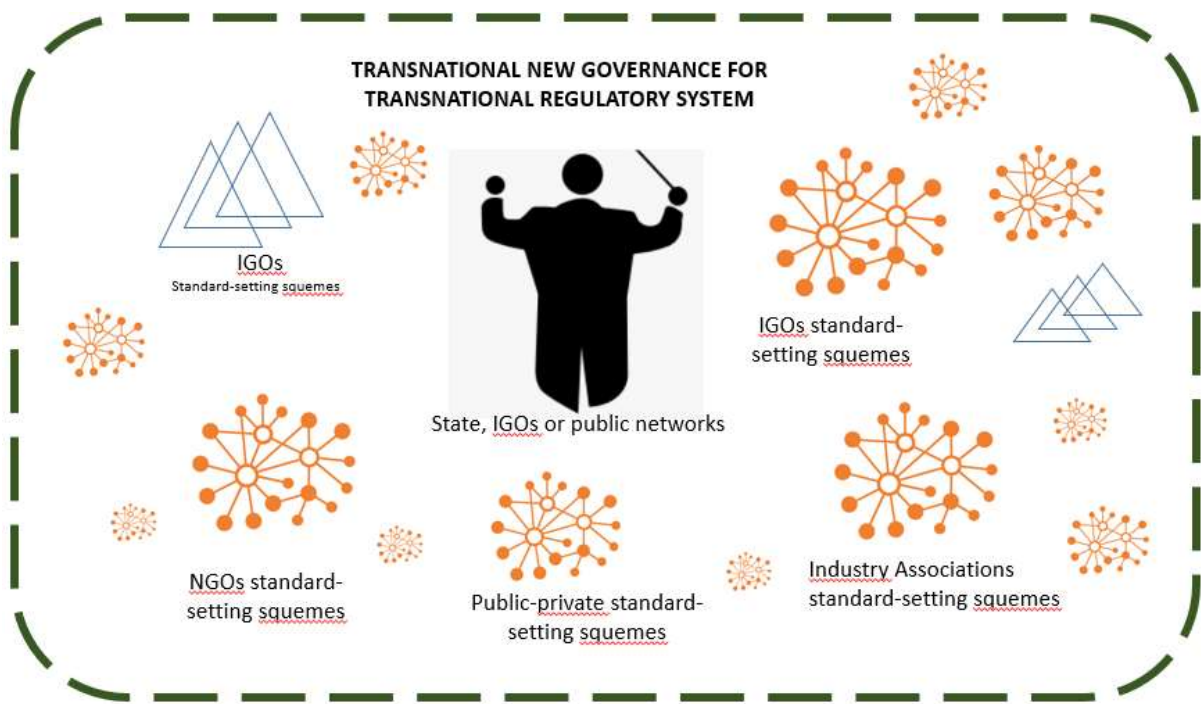 TRANSNATIONAL NEW GOVERNANCE FOR
TRANSNATIONAL REGULATORY SYSTEM
IGOs
Standard-setting squemes
IGOs standard-
setting squemes
State, IGOs or public networks
NGOs standard-
setting squemes
Public-private standard-
setting squemes
Industry Associations
standard-setting squemes